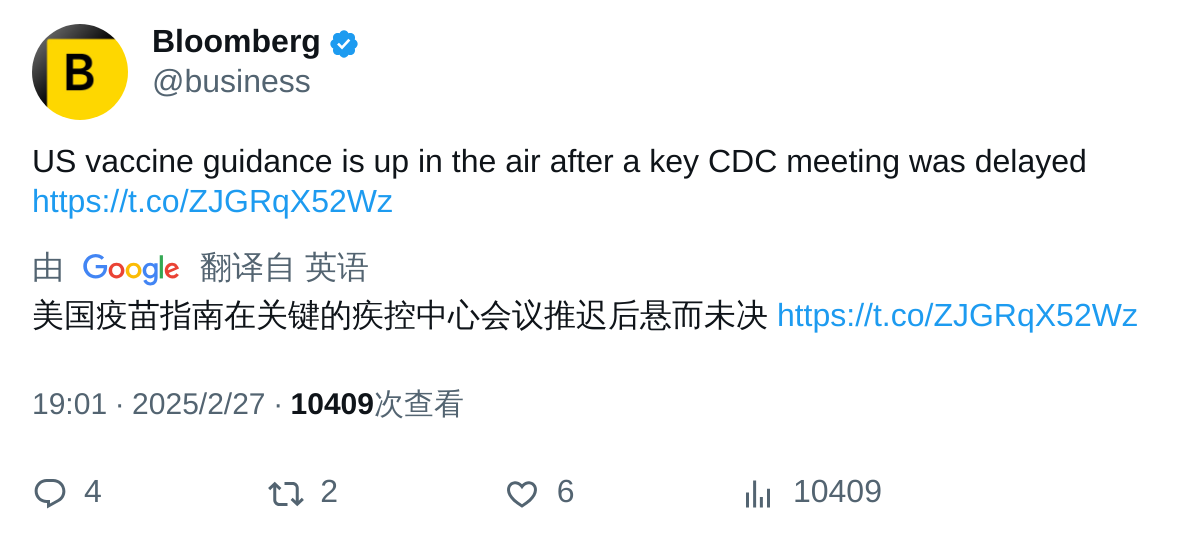 B
Bloomberg
@business
US vaccine guidance is up in the air after a key CDC meeting was delayed
https://t.co/ZJGRqX52Wz
由 Google 翻译自 英语
美国疫苗指南在关键的疾控中心会议推迟后悬而未决 https://t.co/ZJGRqX52Wz
19:01 · 2025/2/27 · 10409次查看
4 2 6 10409